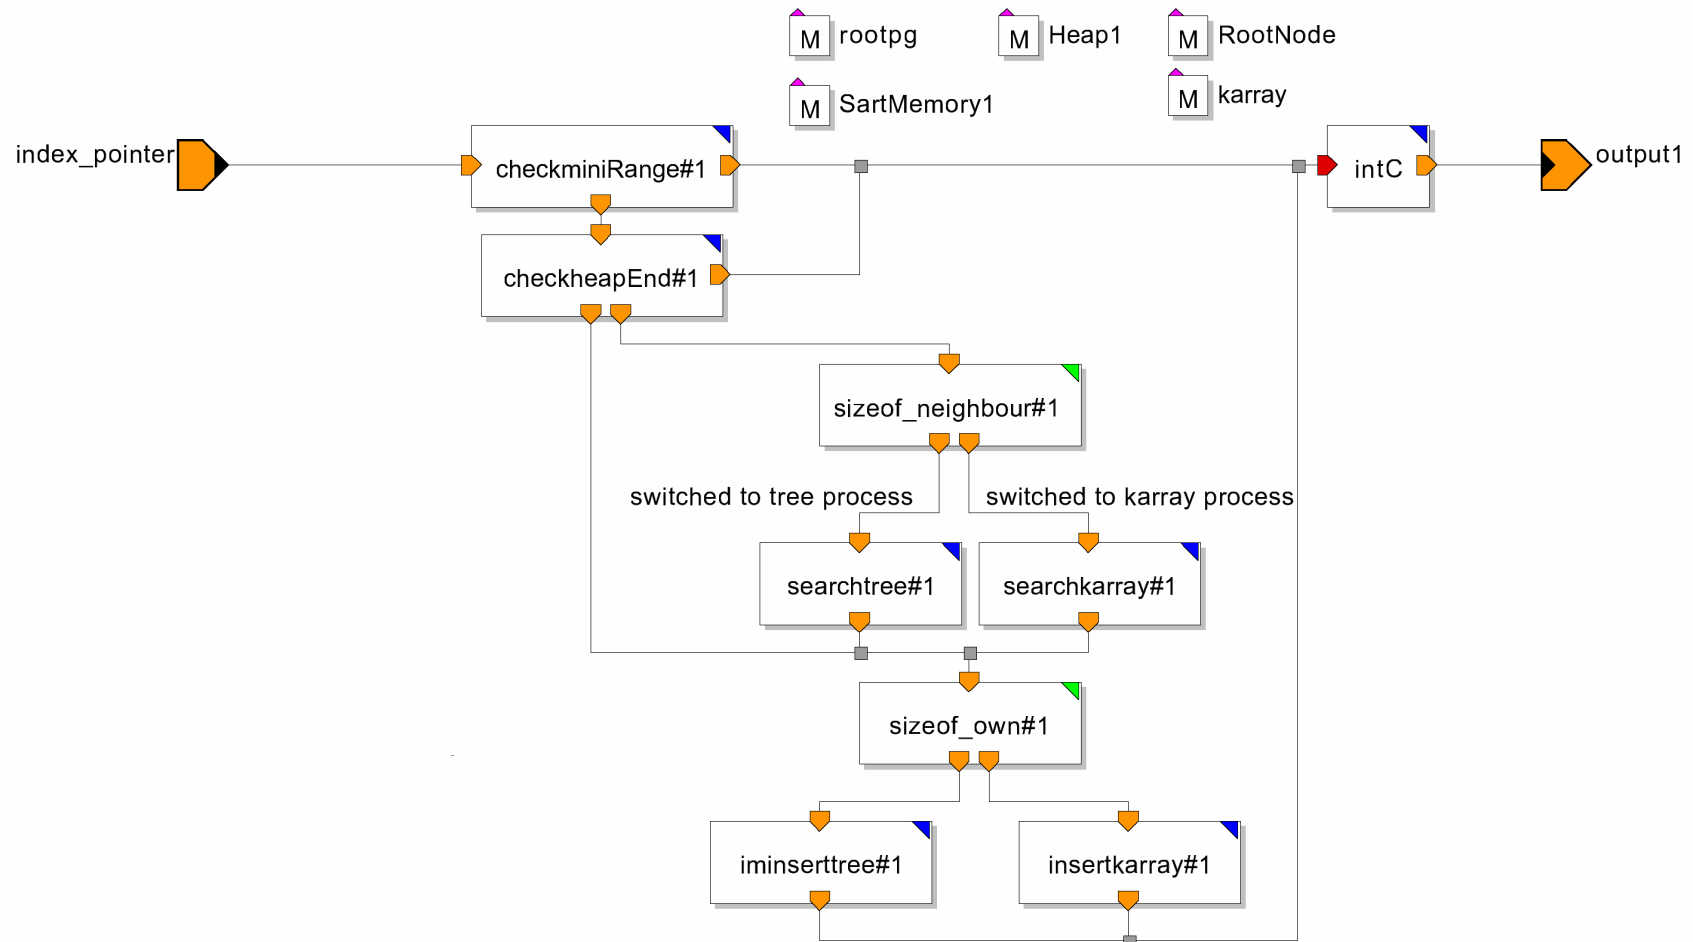 M rootpg
M Heap1
M RootNode
M SartMemory1
M karray
index_pointer
checkminiRange#1
intC
output1
checkheapEnd#1
sizeof_neighbour#1
switched to tree process
switched to karray process
searchtree#1
searchkarray#1
sizeof_own#1
iminserttree#1
insertkarray#1